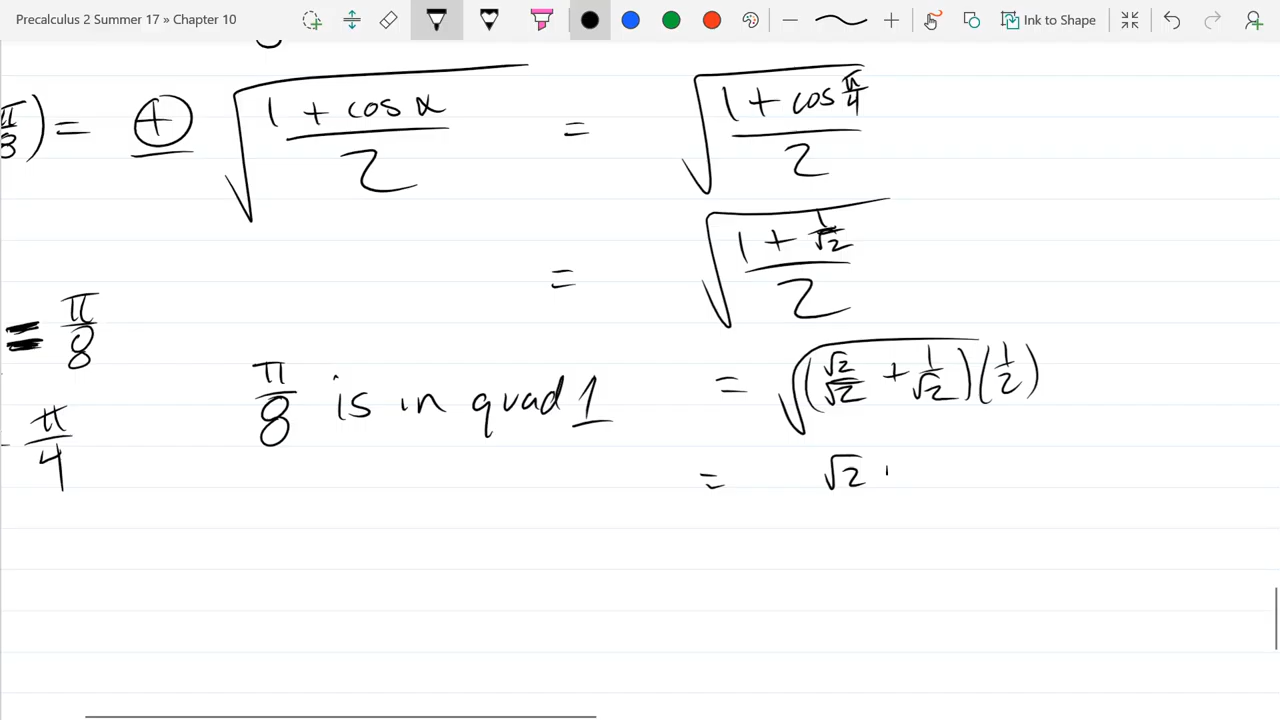 Precalculus 2 Summer 17 » Chapter 10
Ink to Shape
π/8) = ⊕ √((1 + cos α)/2) = √((1 + cos π/4)/2)
= √((1 + 1/√2)/2)
= π/8
π/8 is in quad 1
= √((√2/√2 + 1/√2)(1/2))
π/4
= √2